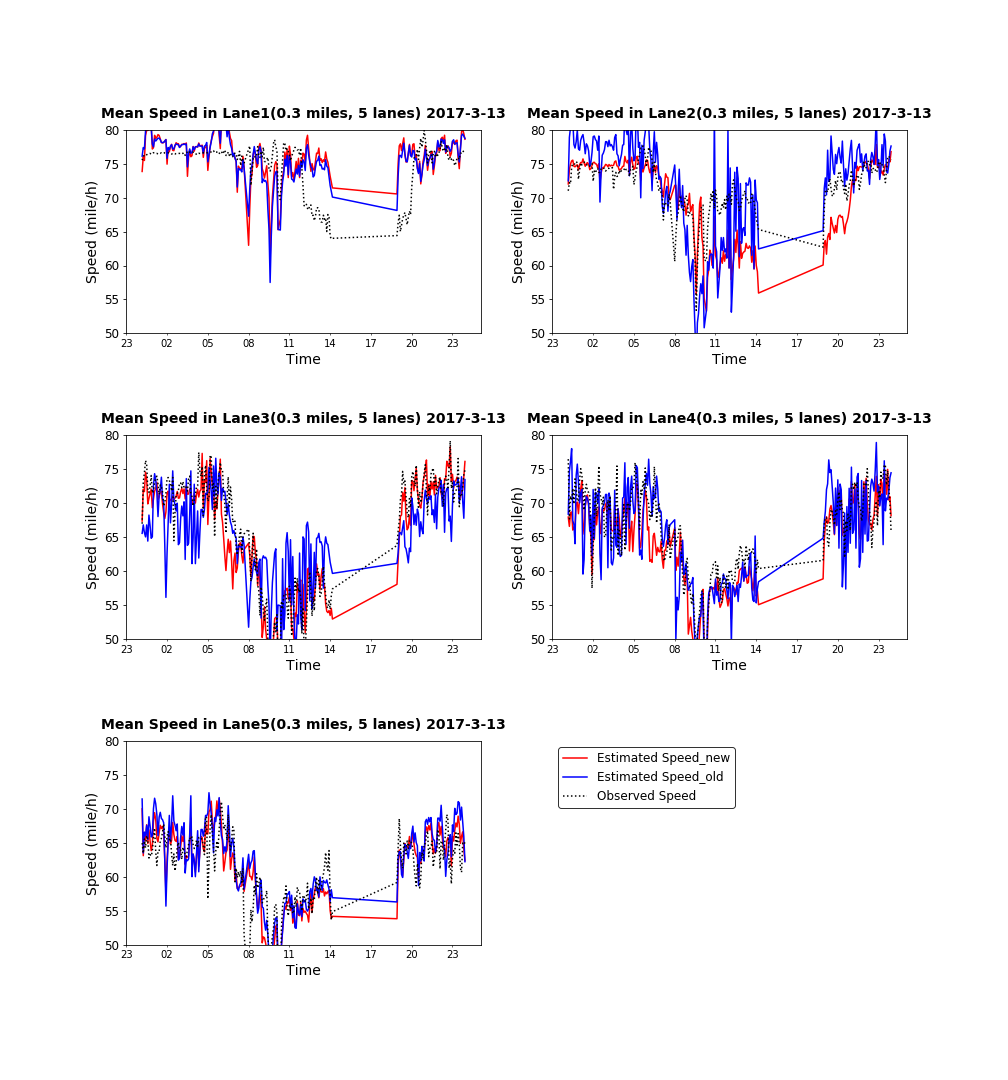 Mean Speed in Lane1(0.3 miles, 5 lanes) 2017-3-13
80
75
70
65
60
55
50
Speed (mile/h)
23 02 05 08 11 14 17 20 23
Time
Mean Speed in Lane2(0.3 miles, 5 lanes) 2017-3-13
80
75
70
65
60
55
50
Speed (mile/h)
23 02 05 08 11 14 17 20 23
Time
Mean Speed in Lane3(0.3 miles, 5 lanes) 2017-3-13
80
75
70
65
60
55
50
Speed (mile/h)
23 02 05 08 11 14 17 20 23
Time
Mean Speed in Lane4(0.3 miles, 5 lanes) 2017-3-13
80
75
70
65
60
55
50
Speed (mile/h)
23 02 05 08 11 14 17 20 23
Time
Mean Speed in Lane5(0.3 miles, 5 lanes) 2017-3-13
80
75
70
65
60
55
50
Speed (mile/h)
23 02 05 08 11 14 17 20 23
Time
Estimated Speed_new
Estimated Speed_old
Observed Speed